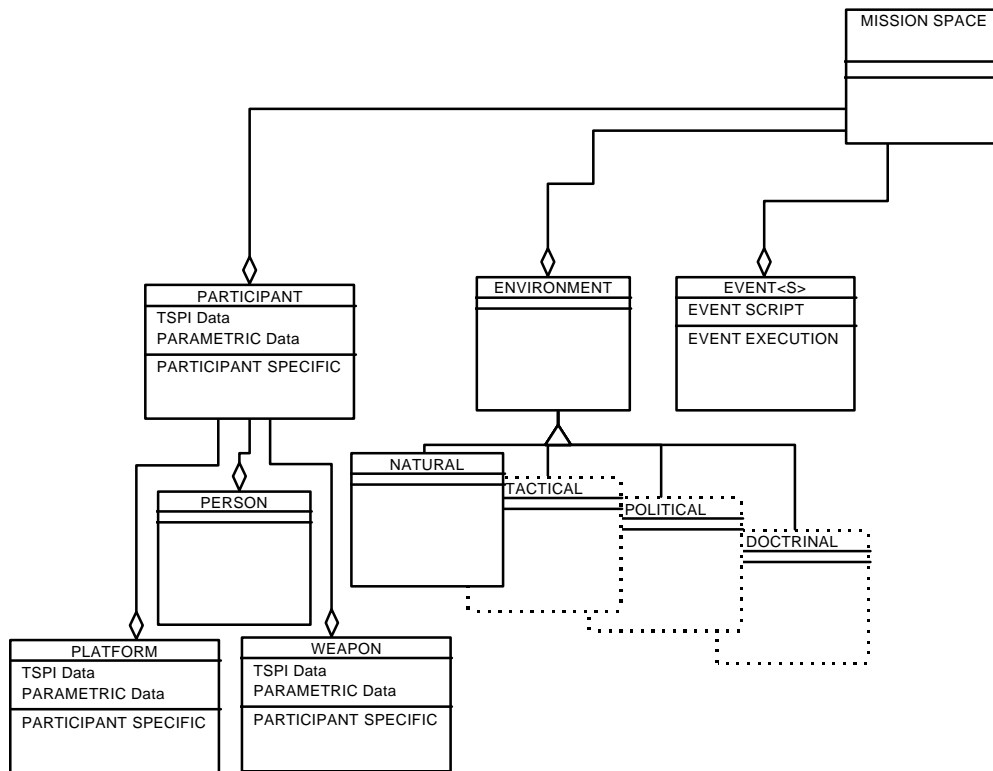 MISSION SPACE
PARTICIPANT
TSPI Data
PARAMETRIC Data
PARTICIPANT SPECIFIC
ENVIRONMENT
EVENT<S>
EVENT SCRIPT
EVENT EXECUTION
NATURAL
TACTICAL
POLITICAL
DOCTRINAL
PERSON
PLATFORM
TSPI Data
PARAMETRIC Data
PARTICIPANT SPECIFIC
WEAPON
TSPI Data
PARAMETRIC Data
PARTICIPANT SPECIFIC